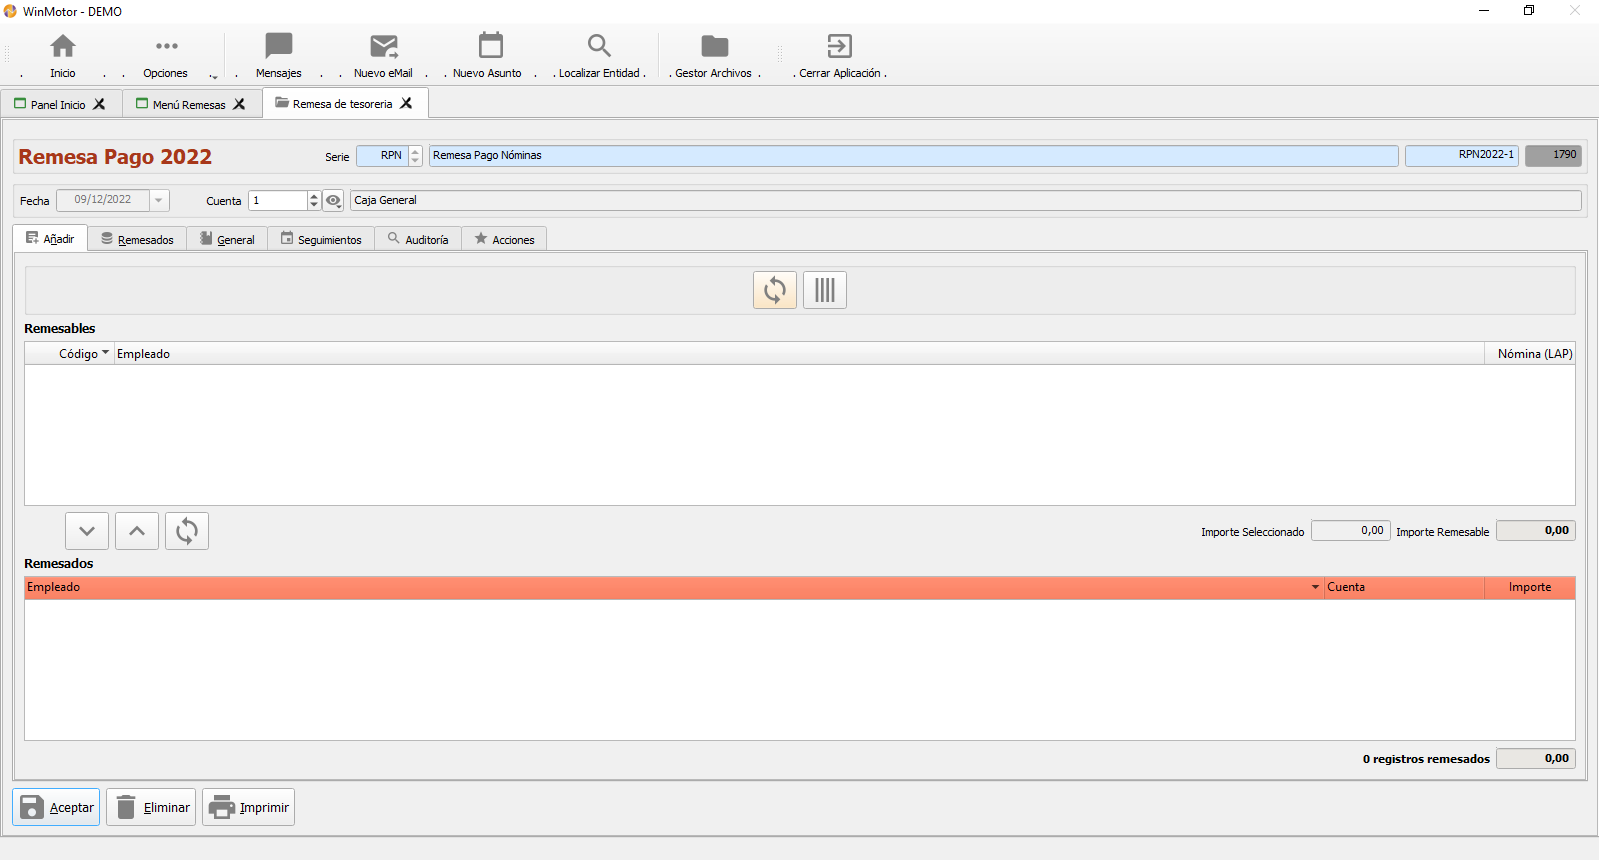 WinMotor - DEMO
. Inicio . . Opciones . . Mensajes . . Nuevo eMail . . Nuevo Asunto . . Localizar Entidad . . Gestor Archivos . . Cerrar Aplicación .
Panel Inicio Menú Remesas Remesa de tesoreria
Remesa Pago 2022 Serie RPN Remesa Pago Nóminas RPN2022-1 1790
Fecha 09/12/2022 Cuenta 1 Caja General
Añadir Remesados General Seguimientos Auditoría Acciones
Remesables
Código Empleado Nómina (LAP)
Importe Seleccionado 0,00 Importe Remesable 0,00
Remesados
Empleado Cuenta Importe
0 registros remesados 0,00
Aceptar Eliminar Imprimir